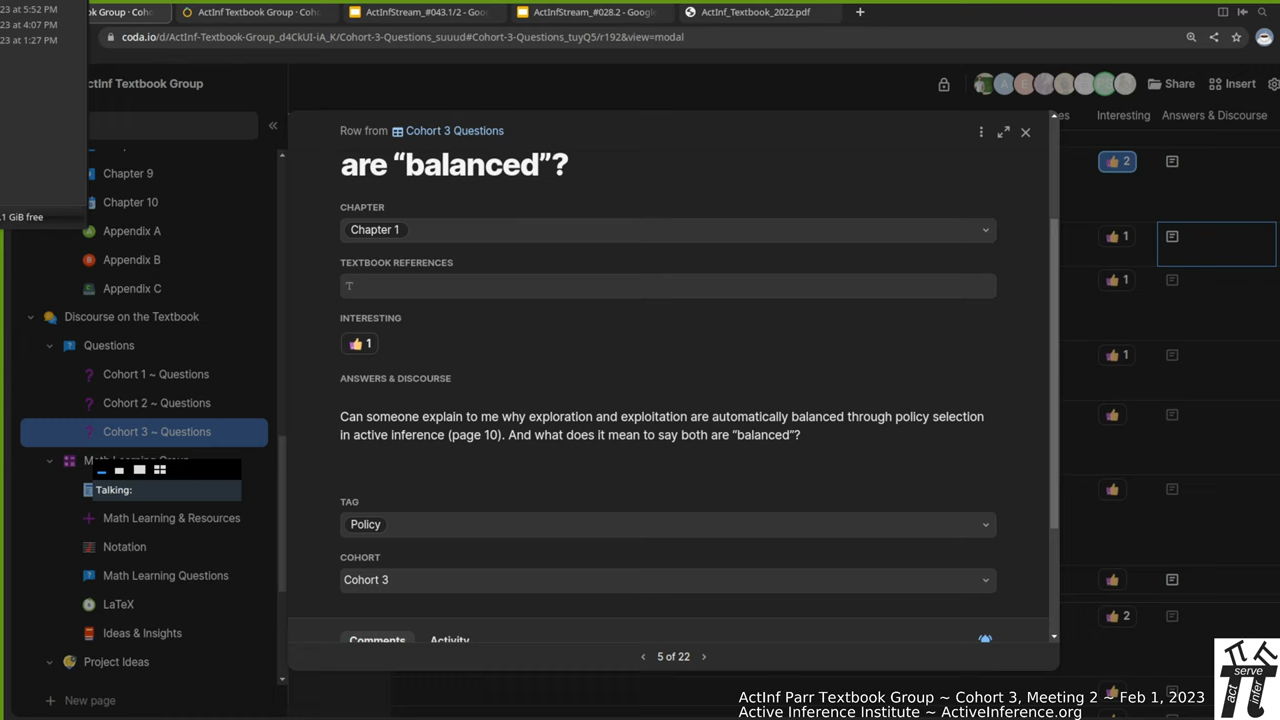 23 at 5:52 PM
23 at 4:07 PM
23 at 1:27 PM
.1 GiB free
k Group · Coho
ActInf Textbook Group · Col
ActInfStream_#043.1/2 - Goog
ActInfStream_#028.2 - Google
ActInf_Textbook_2022.pdf
coda.io/d/ActInf-Textbook-Group_d4CkUI-iA_K/Cohort-3-Questions_suuud#Cohort-3-Questions_tuyQ5/r192&view=modal
ActInf Textbook Group
Share
Insert
Chapter 9
Chapter 10
Appendix A
Appendix B
Appendix C
Discourse on the Textbook
Questions
Cohort 1 ~ Questions
Cohort 2 ~ Questions
Cohort 3 ~ Questions
Talking:
Math Learning & Resources
Notation
Math Learning Questions
LaTeX
Ideas & Insights
Project Ideas
New page
Row from Cohort 3 Questions
are “balanced”?
CHAPTER
Chapter 1
TEXTBOOK REFERENCES
INTERESTING
1
ANSWERS & DISCOURSE
Can someone explain to me why exploration and exploitation are automatically balanced through policy selection
in active inference (page 10). And what does it mean to say both are “balanced”?
TAG
Policy
COHORT
Cohort 3
Comments Activity
5 of 22
es Interesting Answers & Discourse
2
1
1
1
2
act serve infer
ActInf Parr Textbook Group ~ Cohort 3, Meeting 2 ~ Feb 1, 2023
Active Inference Institute ~ ActiveInference.org